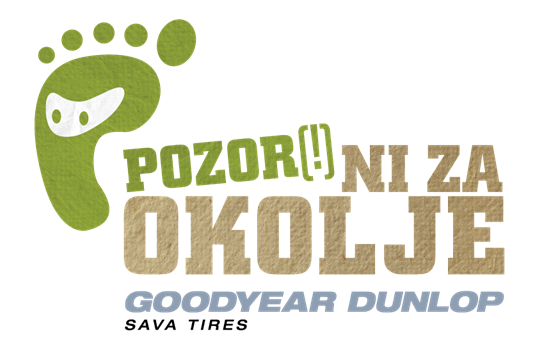 POZOR(!) NI ZA
OKOLJE
GOODYEAR DUNLOP
SAVA TIRES